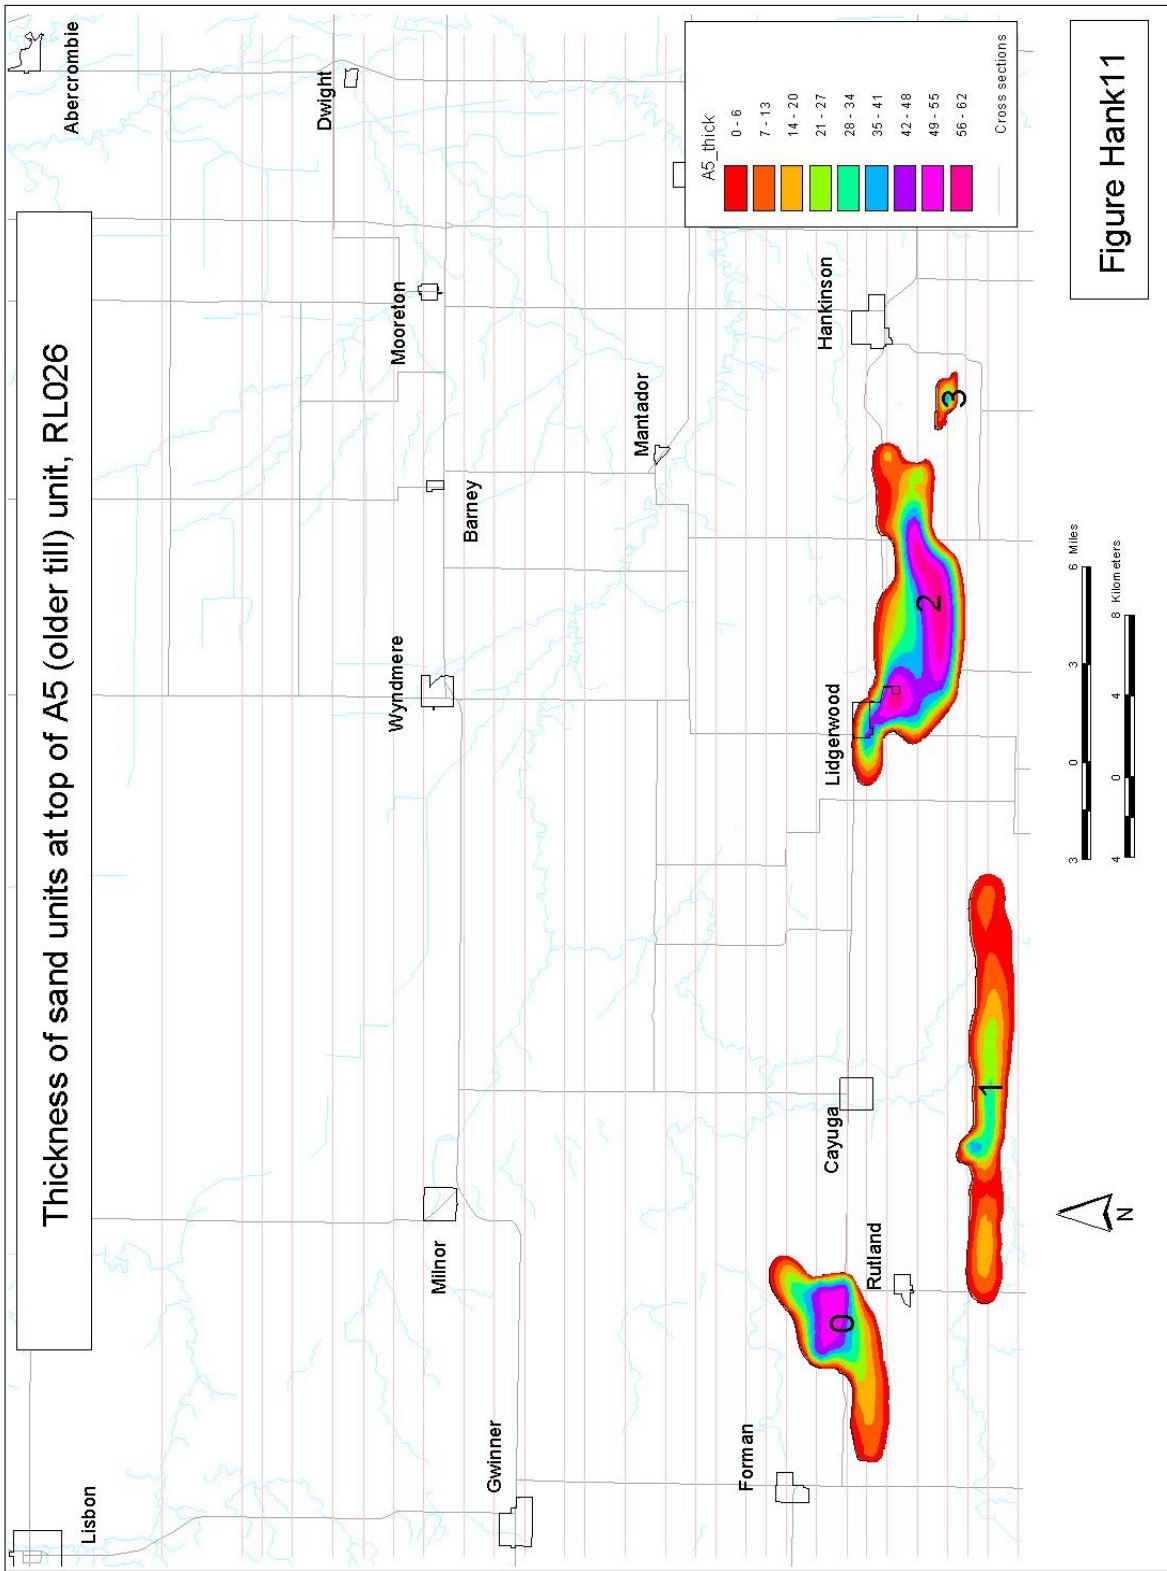 Thickness of sand units at top of A5 (older till) unit, RL026
Lisbon
Abercrombie
Dwight
Gwinner
Milnor
Wyndmere
Barney
Mooreton
Mantador
Forman
Rutland
Cayuga
Lidgerwood
Hankinson
0
1
2
3
A5_thick
0 - 6
7 - 13
14 - 20
21 - 27
28 - 34
35 - 41
42 - 48
49 - 55
56 - 62
Cross sections
N
3 0 3 6 Miles
4 0 4 8 Kilometers
Figure Hank11